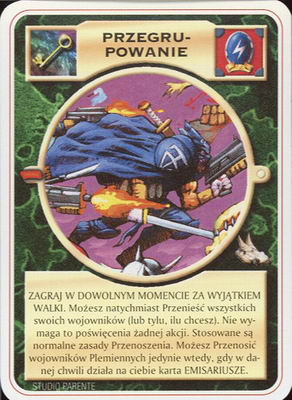 PRZEGRU-
POWANIE
ZAGRAJ W DOWOLNYM MOMENCIE ZA WYJĄTKIEM
WALKI. Możesz natychmiast Przenieść wszystkich
swoich wojowników (lub tylu, ilu chcesz). Nie wy-
maga to poświęcenia żadnej akcji. Stosowane są
normalne zasady Przenoszenia. Możesz Przenosić
wojowników Plemiennych jedynie wtedy, gdy w da-
nej chwili działa na ciebie karta EMISARIUSZE.
STUDIO PARENTE